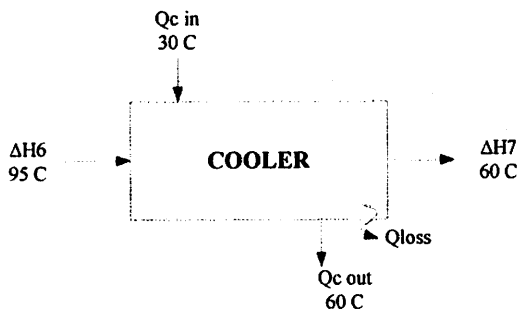 Qc in
30 C
ΔH6
95 C
COOLER
ΔH7
60 C
Qloss
Qc out
60 C